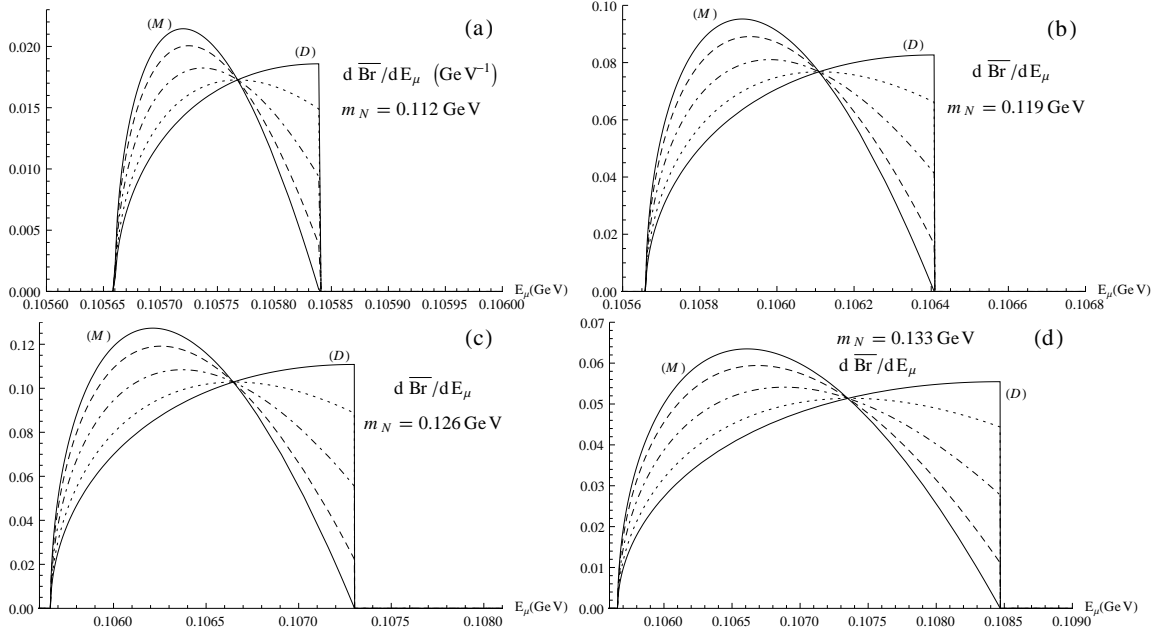 (a)
(M)
(D)
d Br /dE_μ (GeV⁻¹)
m_N = 0.112 GeV
0.020
0.015
0.010
0.005
0.000
0.10560 0.10565 0.10570 0.10575 0.10580 0.10585 0.10590 0.10595 0.10600
E_μ(GeV)
(b)
(M)
(D)
d Br /dE_μ
m_N = 0.119 GeV
0.10
0.08
0.06
0.04
0.02
0.00
0.1056 0.1058 0.1060 0.1062 0.1064 0.1066 0.1068
E_μ(GeV)
(c)
(M)
(D)
d Br /dE_μ
m_N = 0.126 GeV
0.12
0.10
0.08
0.06
0.04
0.02
0.00
0.1060 0.1065 0.1070 0.1075 0.1080
E_μ(GeV)
m_N = 0.133 GeV
(d)
d Br /dE_μ
(M)
(D)
0.07
0.06
0.05
0.04
0.03
0.02
0.01
0.00
0.1060 0.1065 0.1070 0.1075 0.1080 0.1085 0.1090
E_μ(GeV)